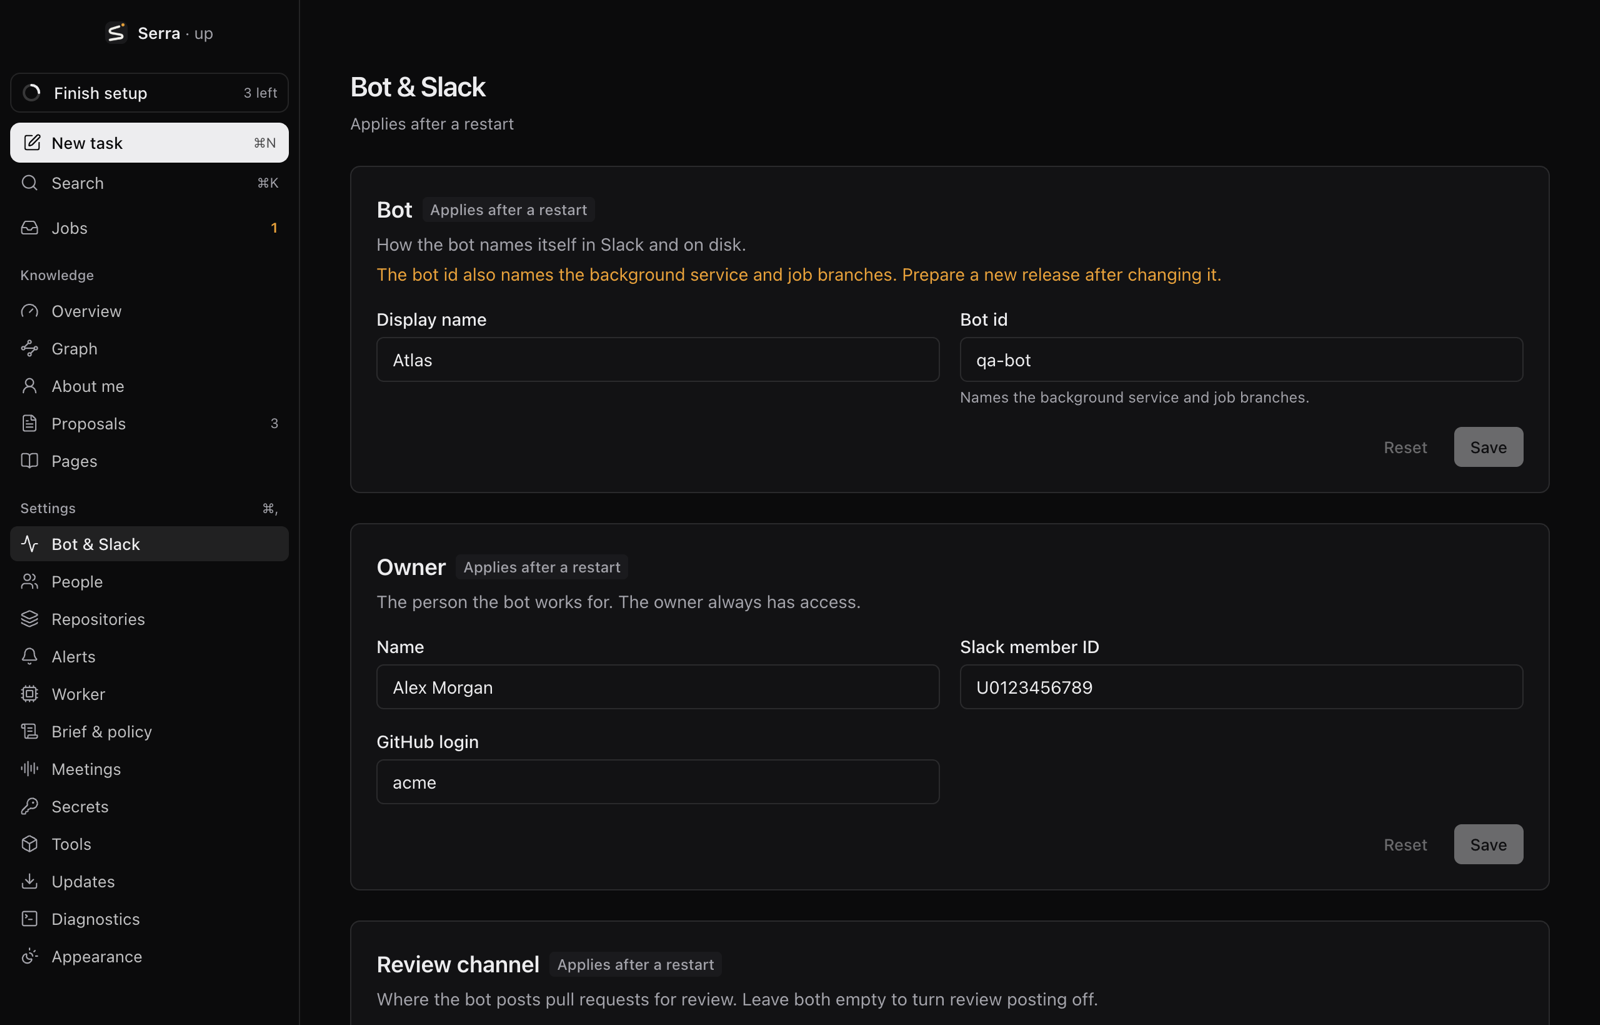 Serra · up
Finish setup 3 left
New task ⌘N
Search ⌘K
Jobs 1
Knowledge
Overview
Graph
About me
Proposals 3
Pages
Settings ⌘,
Bot & Slack
People
Repositories
Alerts
Worker
Brief & policy
Meetings
Secrets
Tools
Updates
Diagnostics
Appearance
Bot & Slack
Applies after a restart
Bot Applies after a restart
How the bot names itself in Slack and on disk.
The bot id also names the background service and job branches. Prepare a new release after changing it.
Display name Bot id
Atlas qa-bot
Names the background service and job branches.
Reset Save
Owner Applies after a restart
The person the bot works for. The owner always has access.
Name Slack member ID
Alex Morgan U0123456789
GitHub login
acme
Reset Save
Review channel Applies after a restart
Where the bot posts pull requests for review. Leave both empty to turn review posting off.